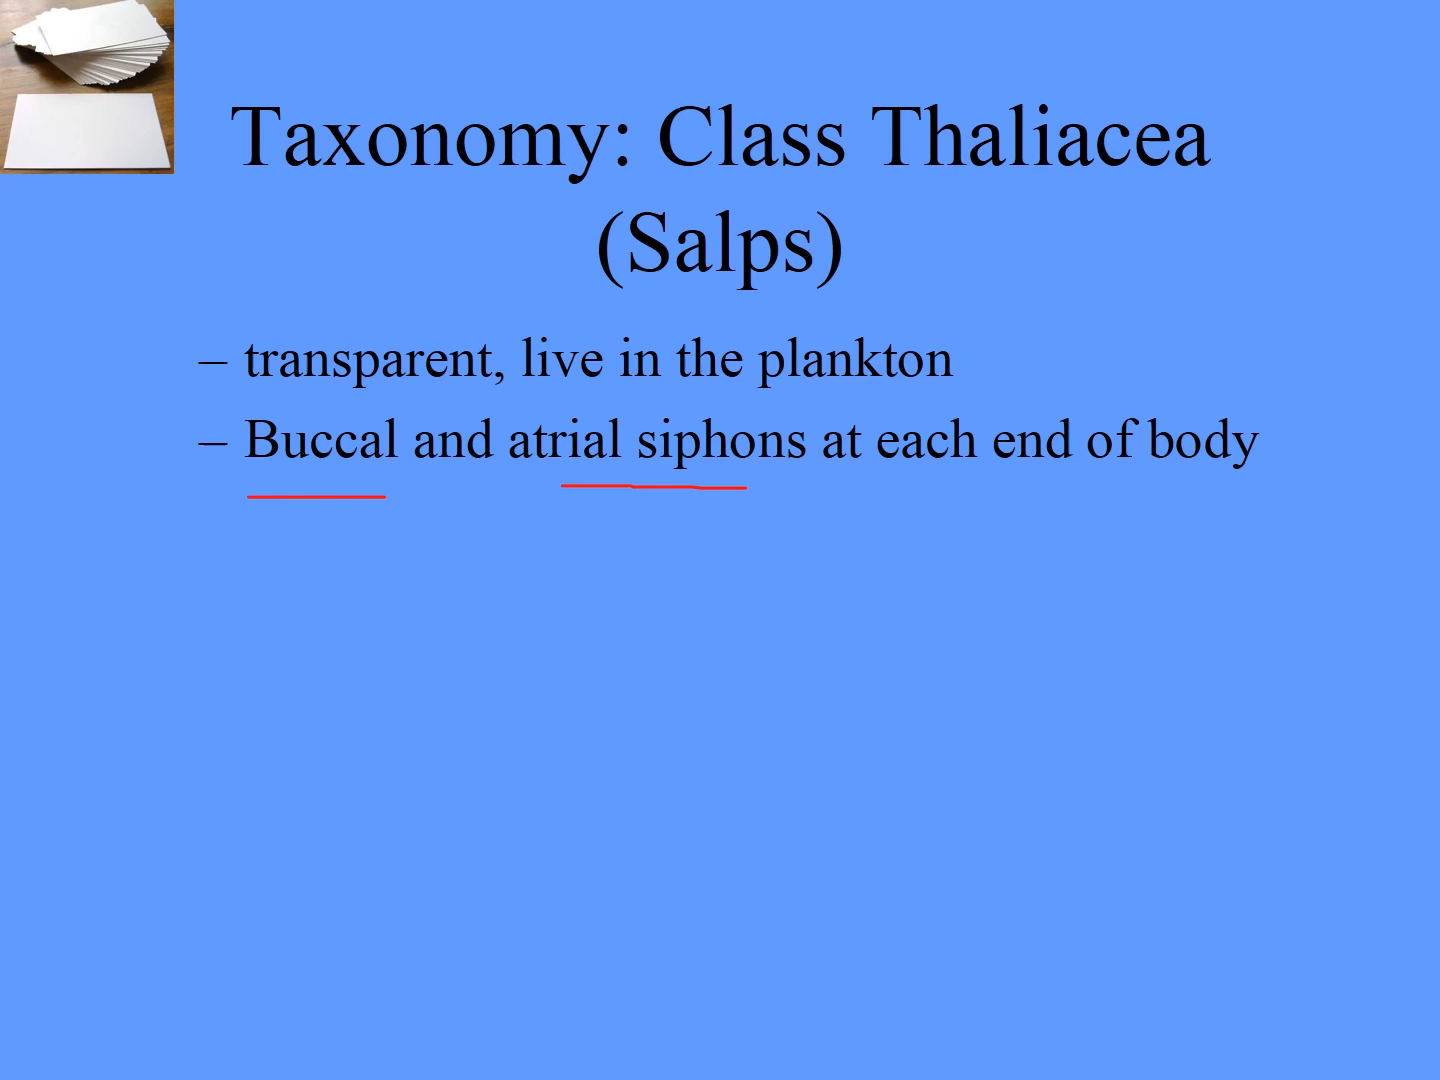 Taxonomy: Class Thaliacea
(Salps)
– transparent, live in the plankton
– Buccal and atrial siphons at each end of body